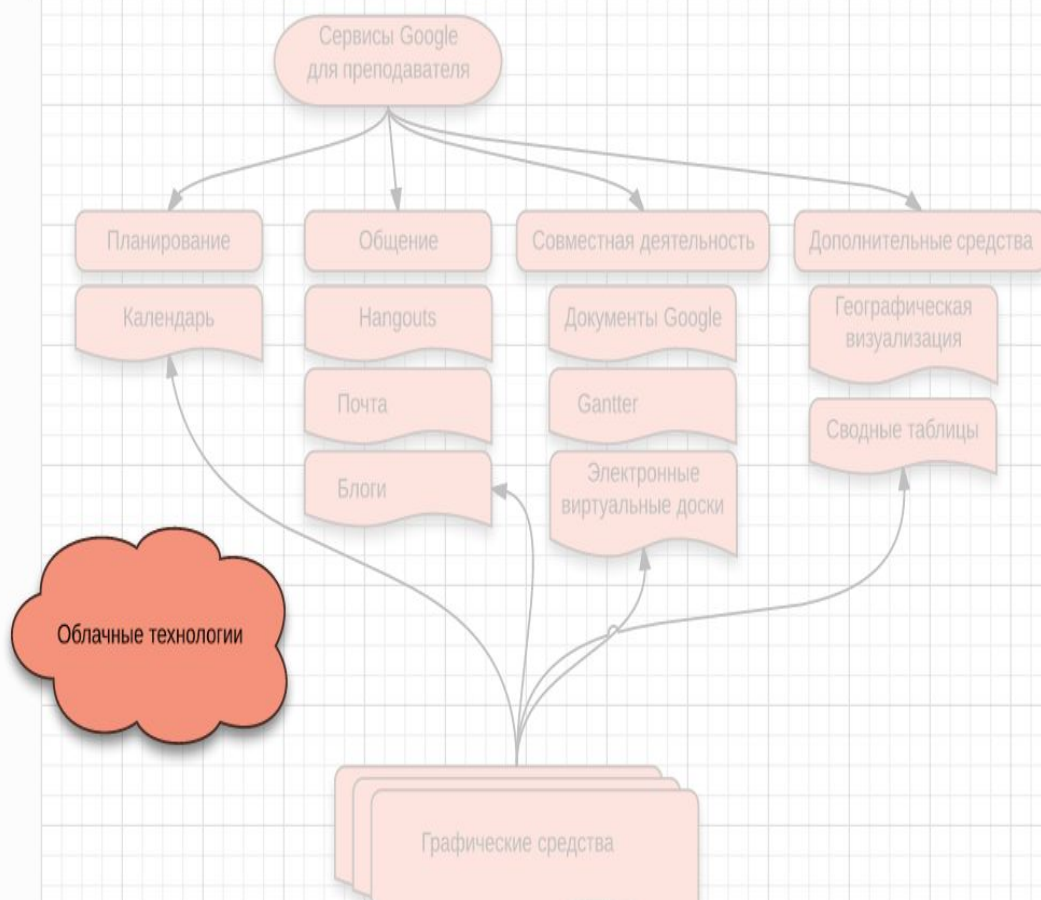 Сервисы Google
для преподавателя
Планирование
Общение
Совместная деятельность
Дополнительные средства
Календарь
Hangouts
Документы Google
Географическая
визуализация
Почта
Gantter
Сводные таблицы
Блоги
Электронные
виртуальные доски
Облачные технологии
Графические средства